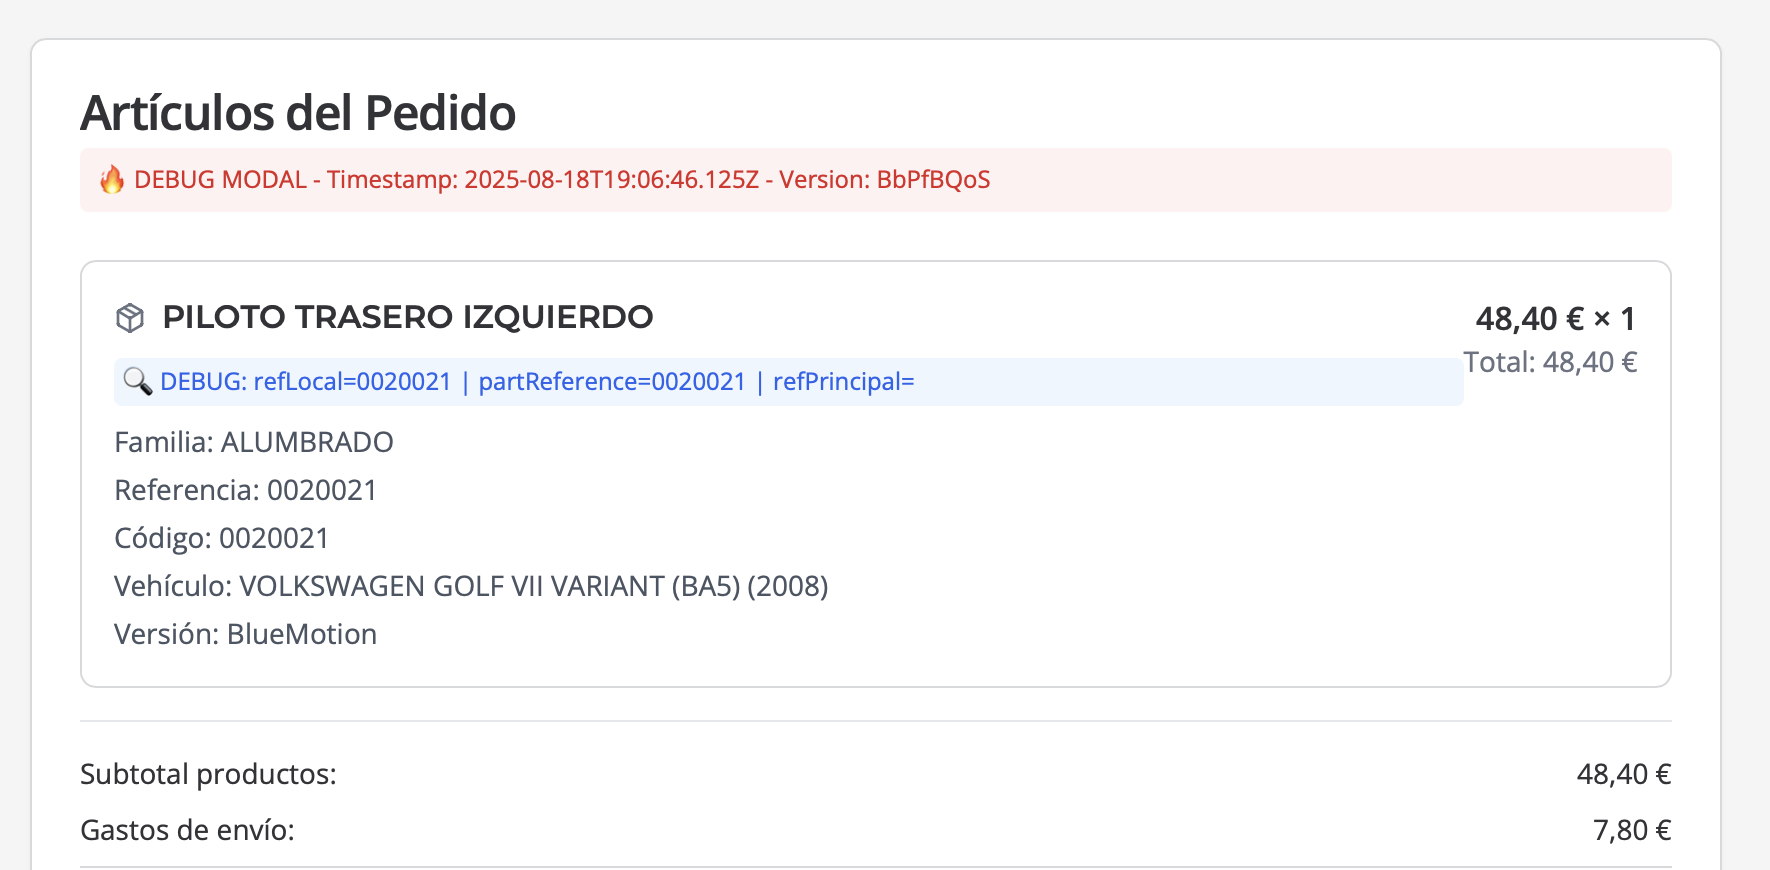 Artículos del Pedido
🔥 DEBUG MODAL - Timestamp: 2025-08-18T19:06:46.125Z - Version: BbPfBQoS
PILOTO TRASERO IZQUIERDO
48,40 € × 1
Total: 48,40 €
🔍 DEBUG: refLocal=0020021 | partReference=0020021 | refPrincipal=
Familia: ALUMBRADO
Referencia: 0020021
Código: 0020021
Vehículo: VOLKSWAGEN GOLF VII VARIANT (BA5) (2008)
Versión: BlueMotion
Subtotal productos: 48,40 €
Gastos de envío: 7,80 €